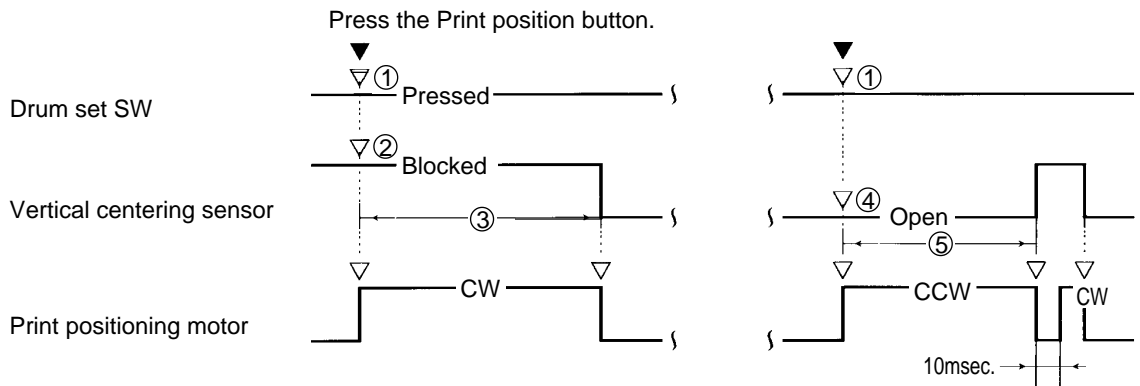 Press the Print position button.
① ①
Drum set SW Pressed
② Blocked
④
Vertical centering sensor ③ Open
⑤
CW CCW CW
Print positioning motor
10msec.